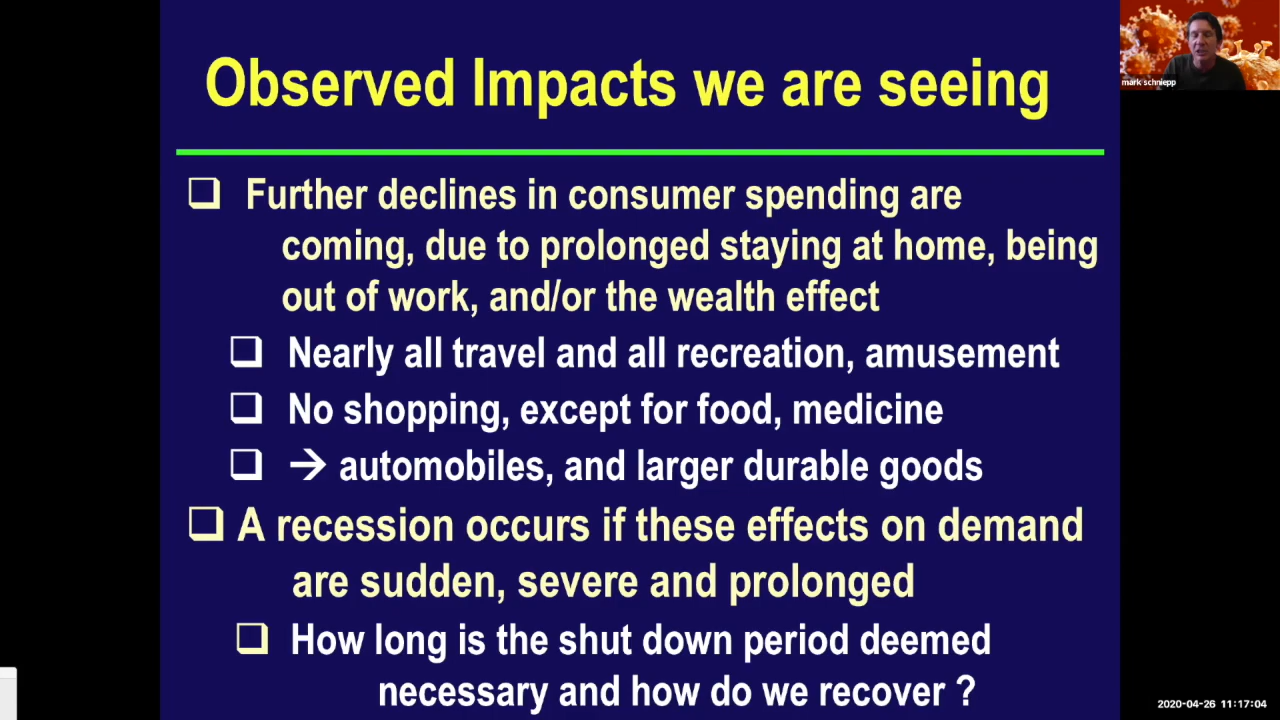 Observed Impacts we are seeing
mark schniepp
Further declines in consumer spending are
coming, due to prolonged staying at home, being
out of work, and/or the wealth effect
Nearly all travel and all recreation, amusement
No shopping, except for food, medicine
→ automobiles, and larger durable goods
A recession occurs if these effects on demand
are sudden, severe and prolonged
How long is the shut down period deemed
necessary and how do we recover ?
2020-04-26 11:17:04